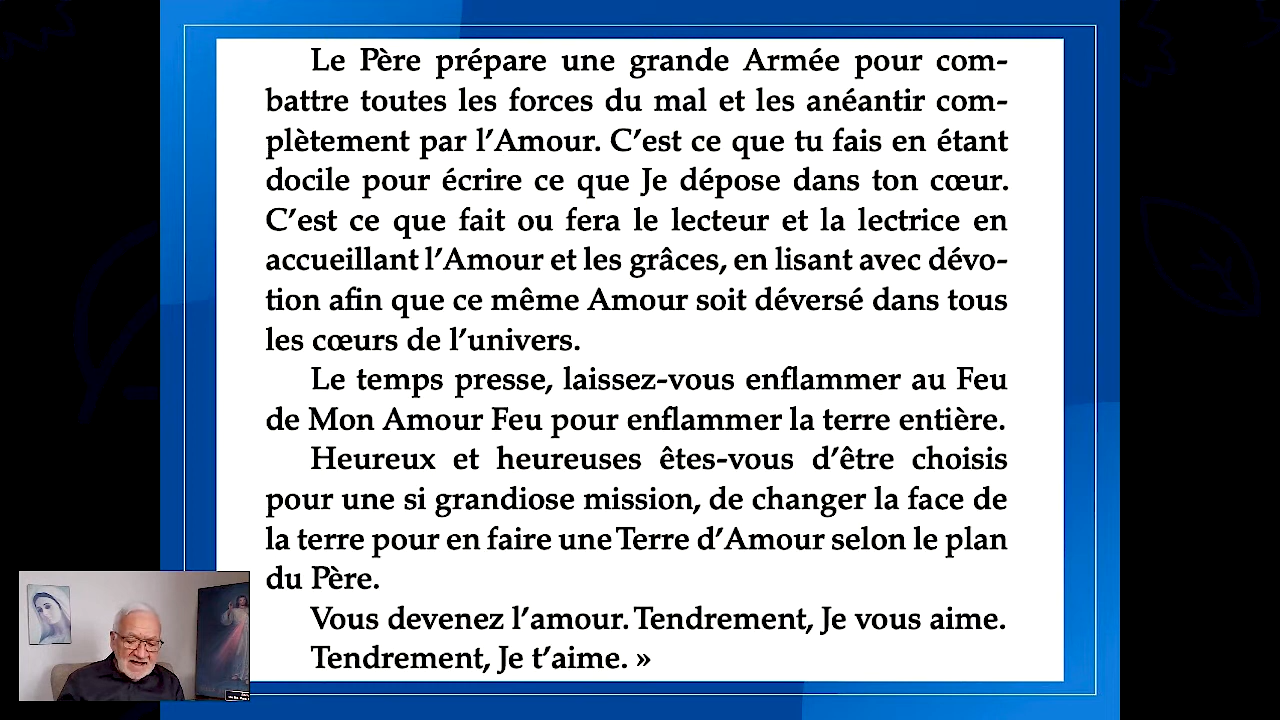 Le Père prépare une grande Armée pour com-
battre toutes les forces du mal et les anéantir com-
plètement par l’Amour. C’est ce que tu fais en étant
docile pour écrire ce que Je dépose dans ton cœur.
C’est ce que fait ou fera le lecteur et la lectrice en
accueillant l’Amour et les grâces, en lisant avec dévo-
tion afin que ce même Amour soit déversé dans tous
les cœurs de l’univers.
Le temps presse, laissez-vous enflammer au Feu
de Mon Amour Feu pour enflammer la terre entière.
Heureux et heureuses êtes-vous d’être choisis
pour une si grandiose mission, de changer la face de
la terre pour en faire une Terre d’Amour selon le plan
du Père.
Vous devenez l’amour. Tendrement, Je vous aime.
Tendrement, Je t’aime. »